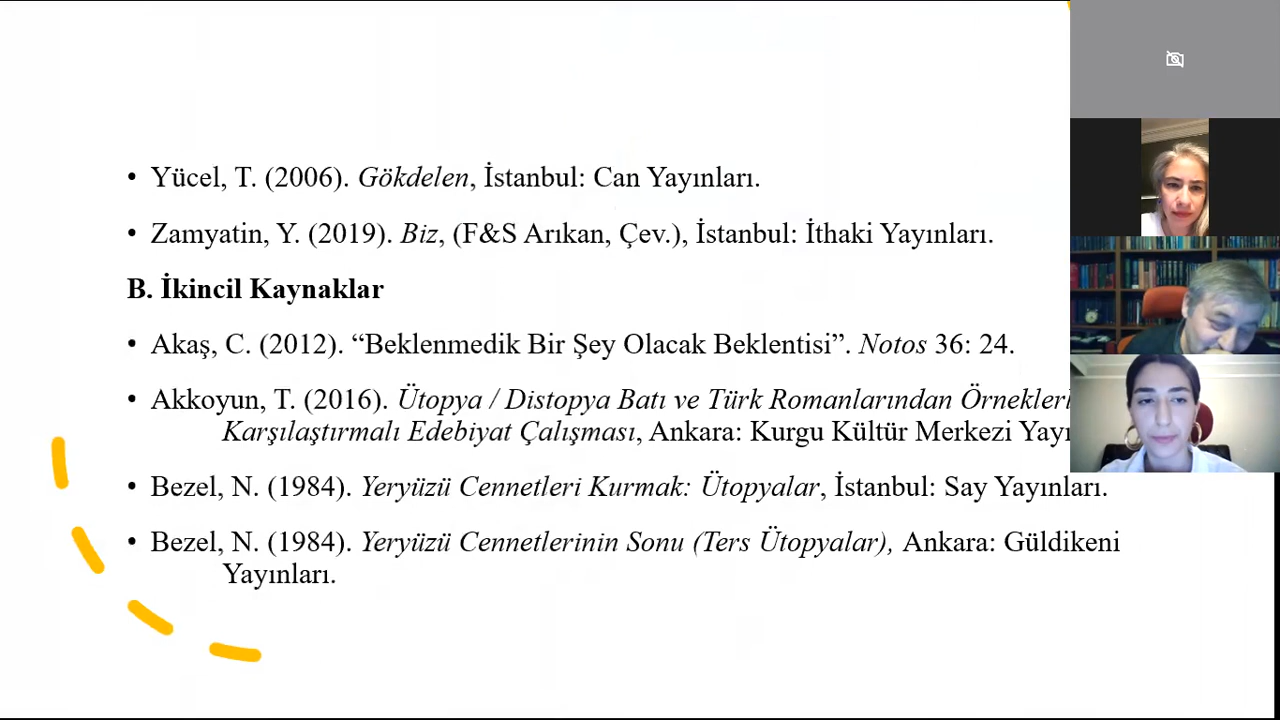 • Yücel, T. (2006). Gökdelen, İstanbul: Can Yayınları.
• Zamyatin, Y. (2019). Biz, (F&S Arıkan, Çev.), İstanbul: İthaki Yayınları.
B. İkincil Kaynaklar
• Akaş, C. (2012). “Beklenmedik Bir Şey Olacak Beklentisi”. Notos 36: 24.
• Akkoyun, T. (2016). Ütopya / Distopya Batı ve Türk Romanlarından
Karşılaştırmalı Edebiyat Çalışması, Ankara: Kurgu Kültür Merkezi
• Bezel, N. (1984). Yeryüzü Cennetleri Kurmak: Ütopyalar, İstanbul: Say Yayınları.
• Bezel, N. (1984). Yeryüzü Cennetlerinin Sonu (Ters Ütopyalar), Ankara: Güldikeni
Yayınları.